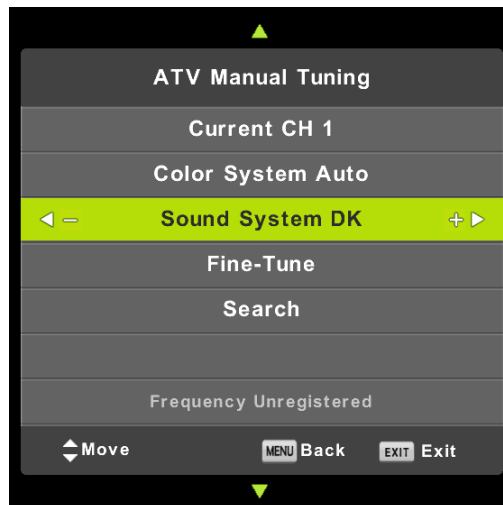 ATV Manual Tuning
Current CH 1
Color System Auto
– Sound System DK +
Fine-Tune
Search
Frequency Unregistered
Move MENU Back EXIT Exit